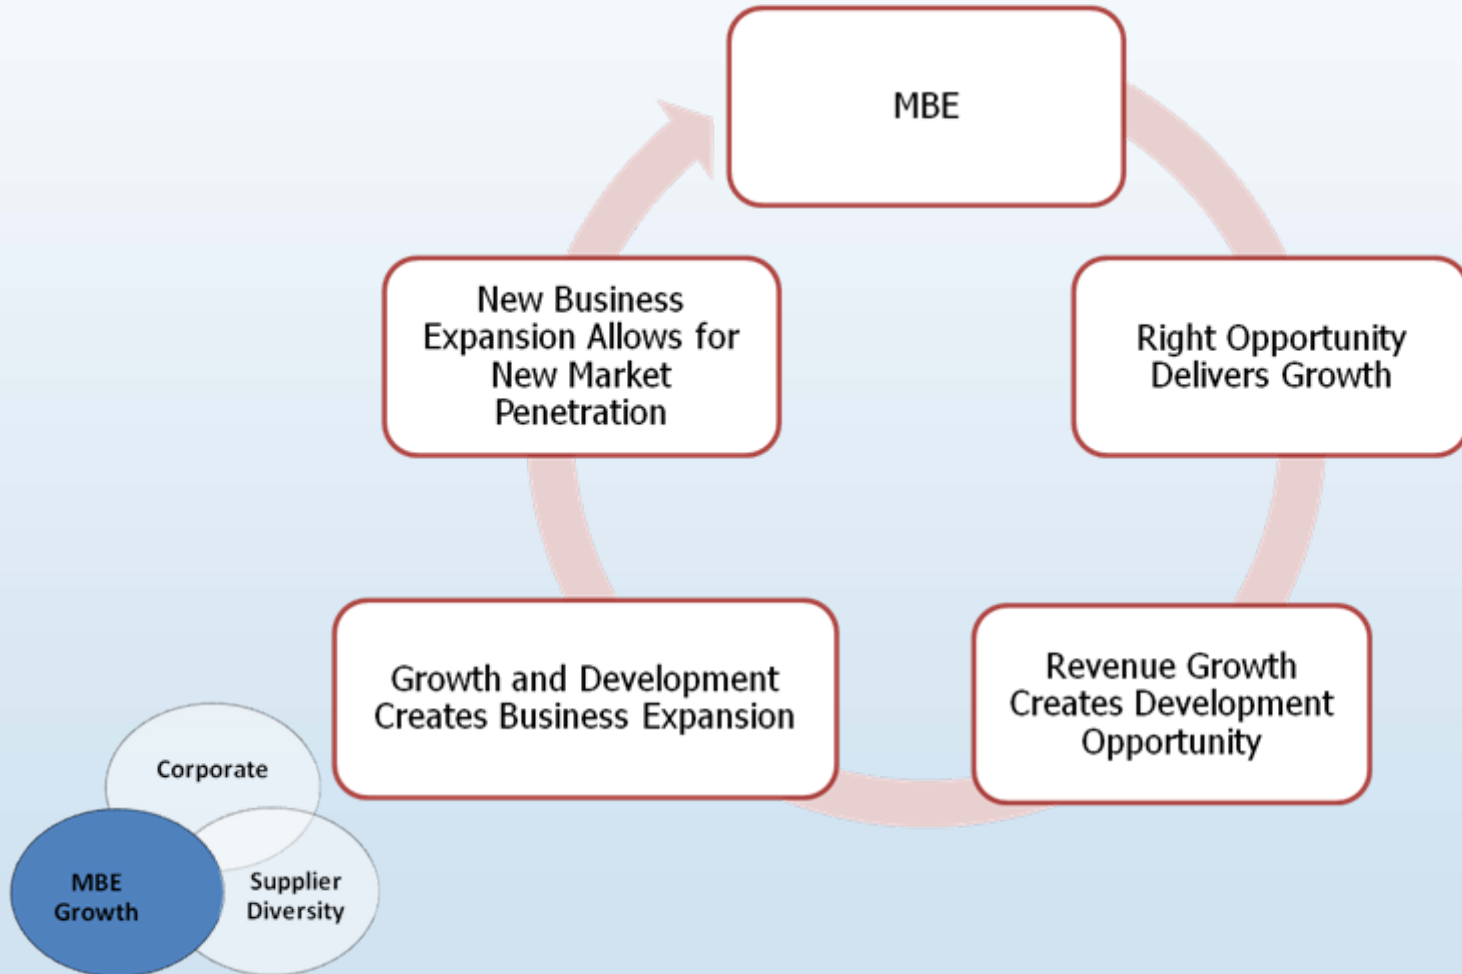 MBE
Right Opportunity
Delivers Growth
Revenue Growth
Creates Development
Opportunity
Growth and Development
Creates Business Expansion
New Business
Expansion Allows for
New Market
Penetration
Corporate
MBE
Growth
Supplier
Diversity